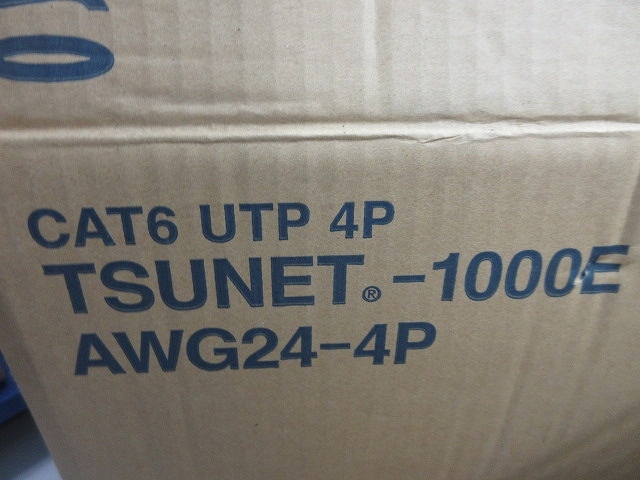 CAT6 UTP 4P
TSUNET®-1000E
AWG24-4P